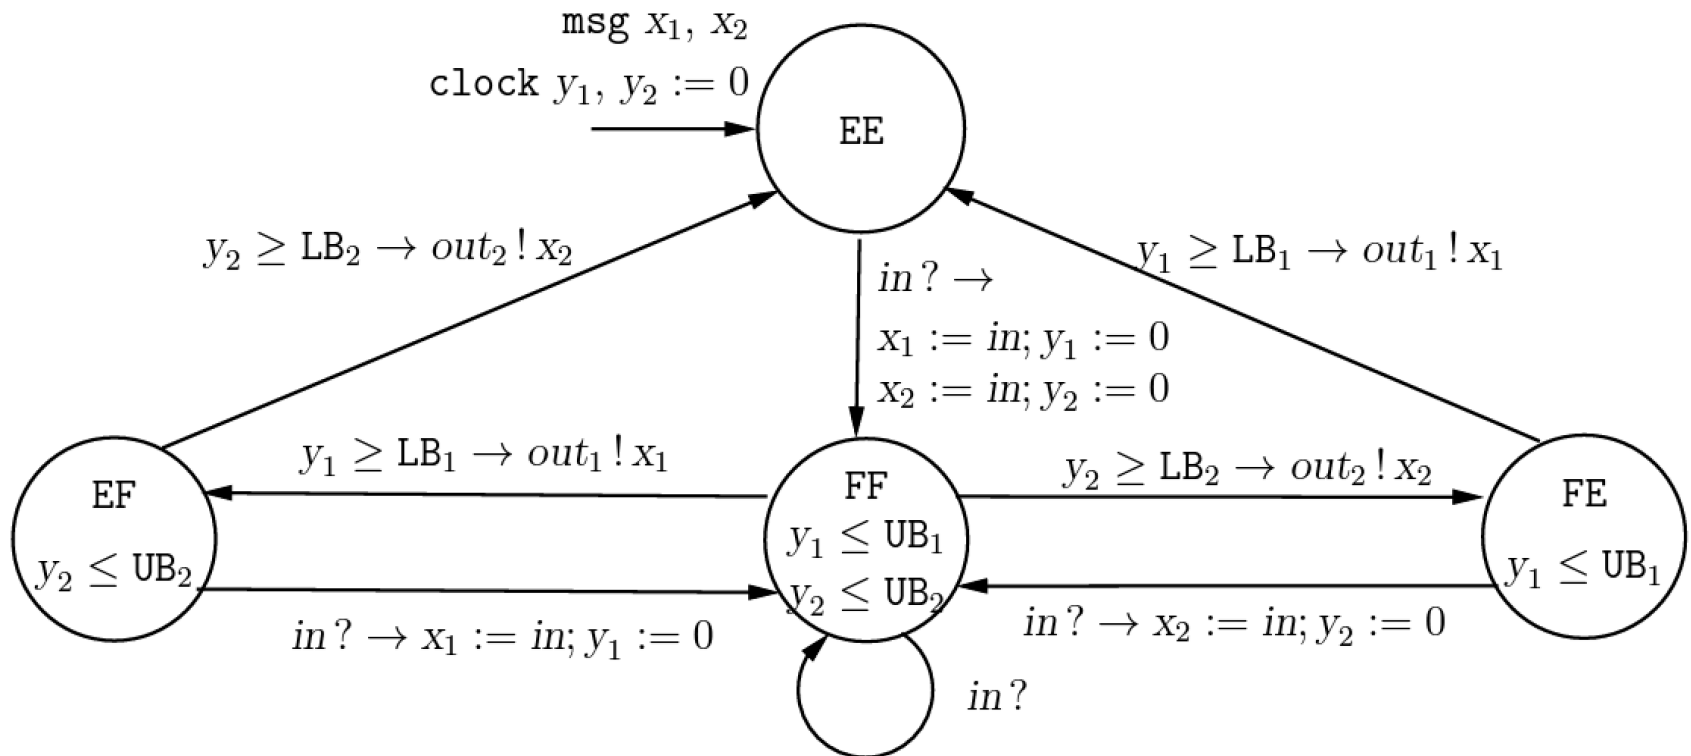 msg x₁, x₂
clock y₁, y₂ := 0
EE
y₂ ≥ LB₂ → out₂ ! x₂
y₁ ≥ LB₁ → out₁ ! x₁
in ? →
x₁ := in; y₁ := 0
x₂ := in; y₂ := 0
y₁ ≥ LB₁ → out₁ ! x₁
y₂ ≥ LB₂ → out₂ ! x₂
EF
y₂ ≤ UB₂
FF
y₁ ≤ UB₁
y₂ ≤ UB₂
FE
y₁ ≤ UB₁
in ? → x₁ := in; y₁ := 0
in ? → x₂ := in; y₂ := 0
in ?